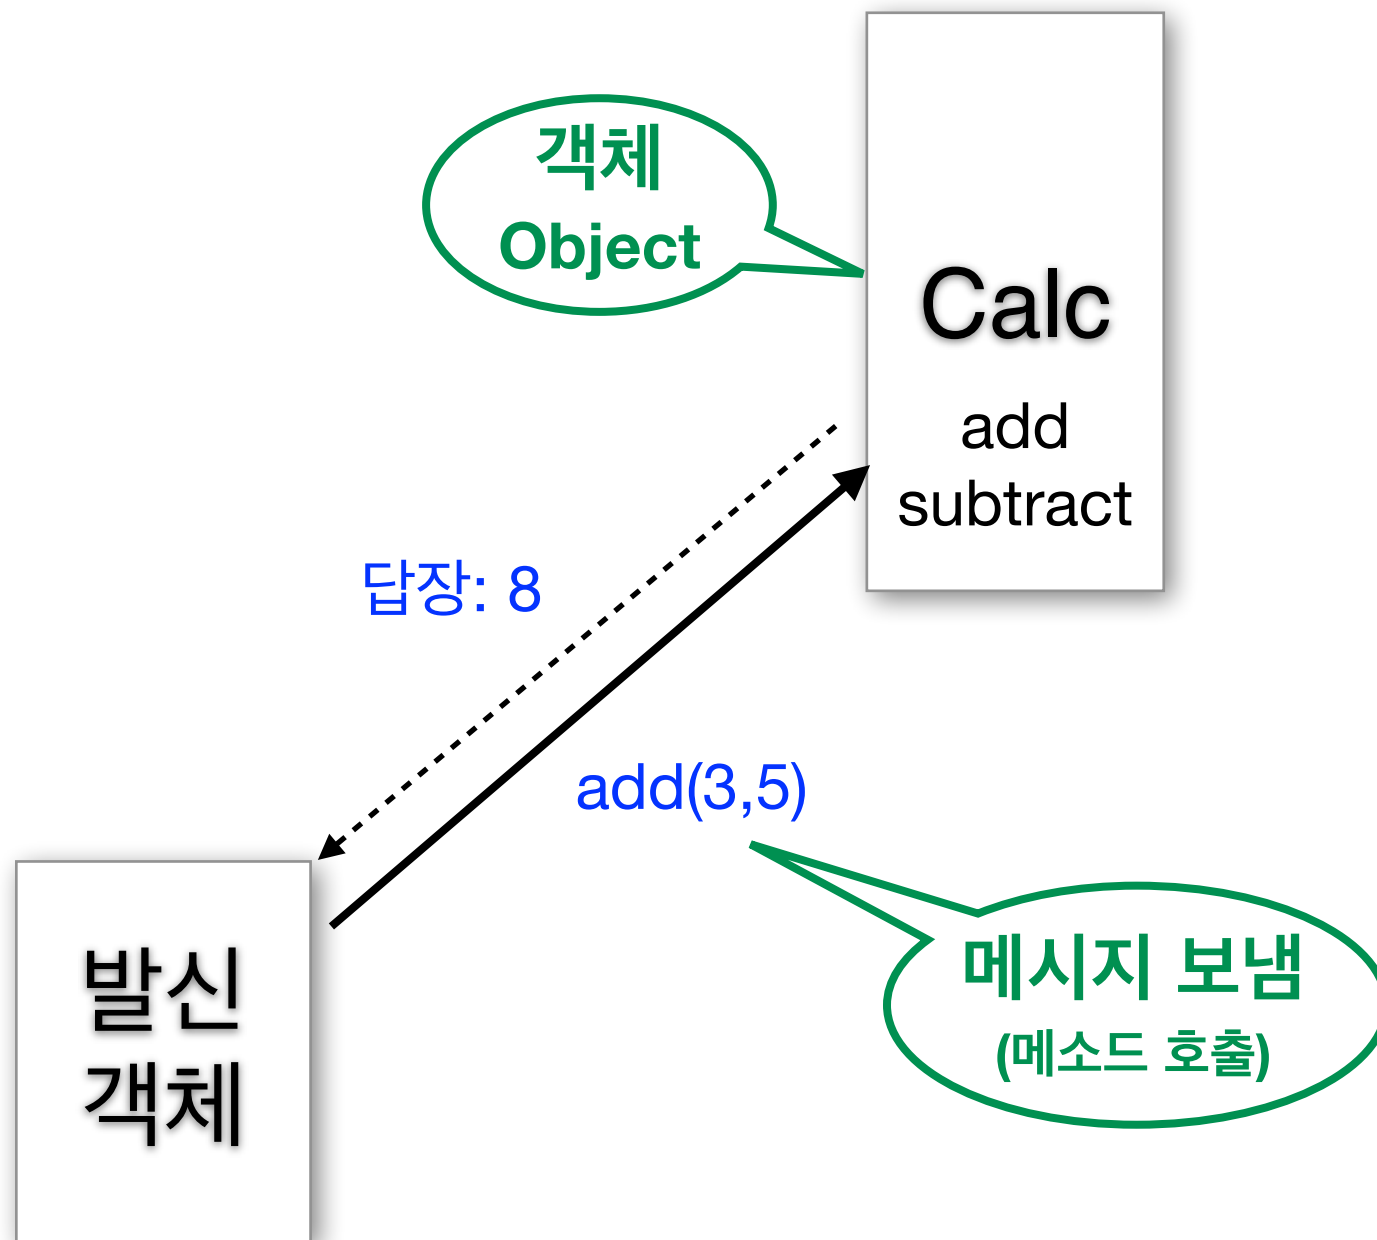 객체
Object
Calc
add
subtract
답장: 8
add(3,5)
메시지 보냄
(메소드 호출)
발신
객체